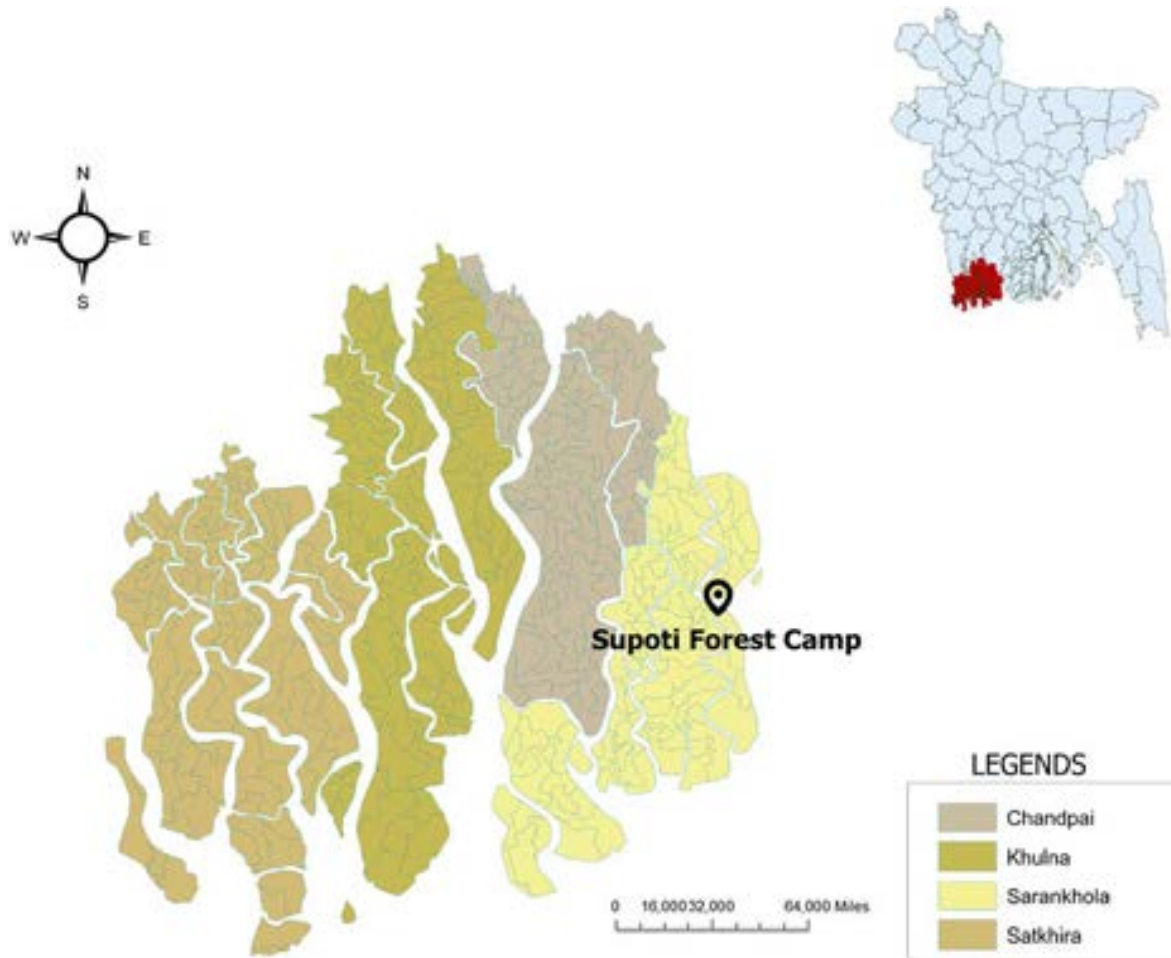 N
W E
S
Supoti Forest Camp
LEGENDS
Chandpai
Khulna
Sarankhola
Satkhira
0 16,00032,000 64,000 Miles